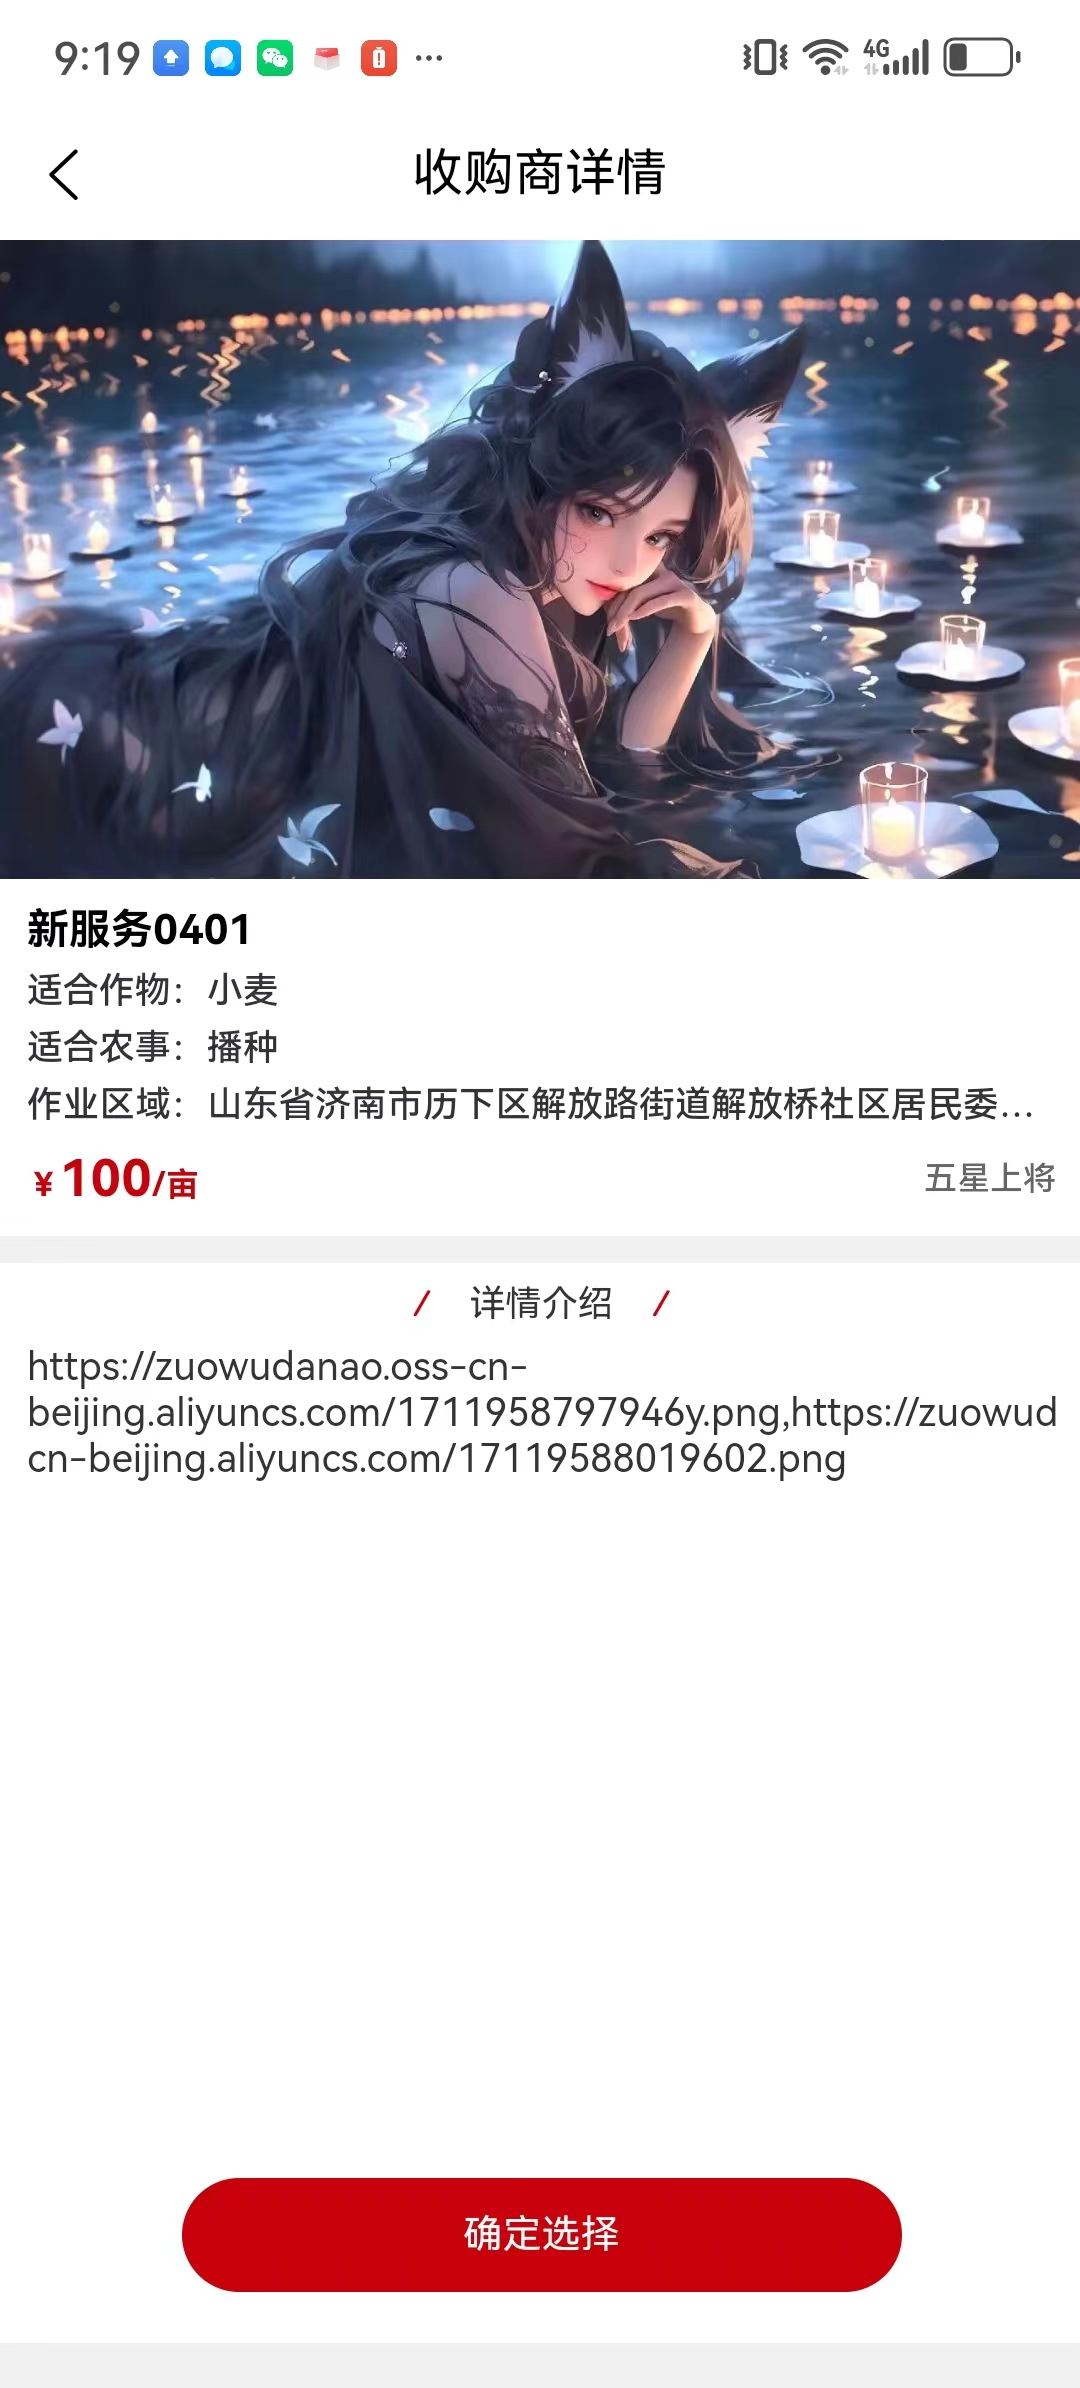 9:19
4G
收购商详情
新服务0401
适合作物：小麦
适合农事：播种
作业区域：山东省济南市历下区解放路街道解放桥社区居民委...
¥100/亩
五星上将
/ 详情介绍 /
https://zuowudanao.oss-cn-
beijing.aliyuncs.com/1711958797946y.png,https://zuowud
cn-beijing.aliyuncs.com/17119588019602.png
确定选择